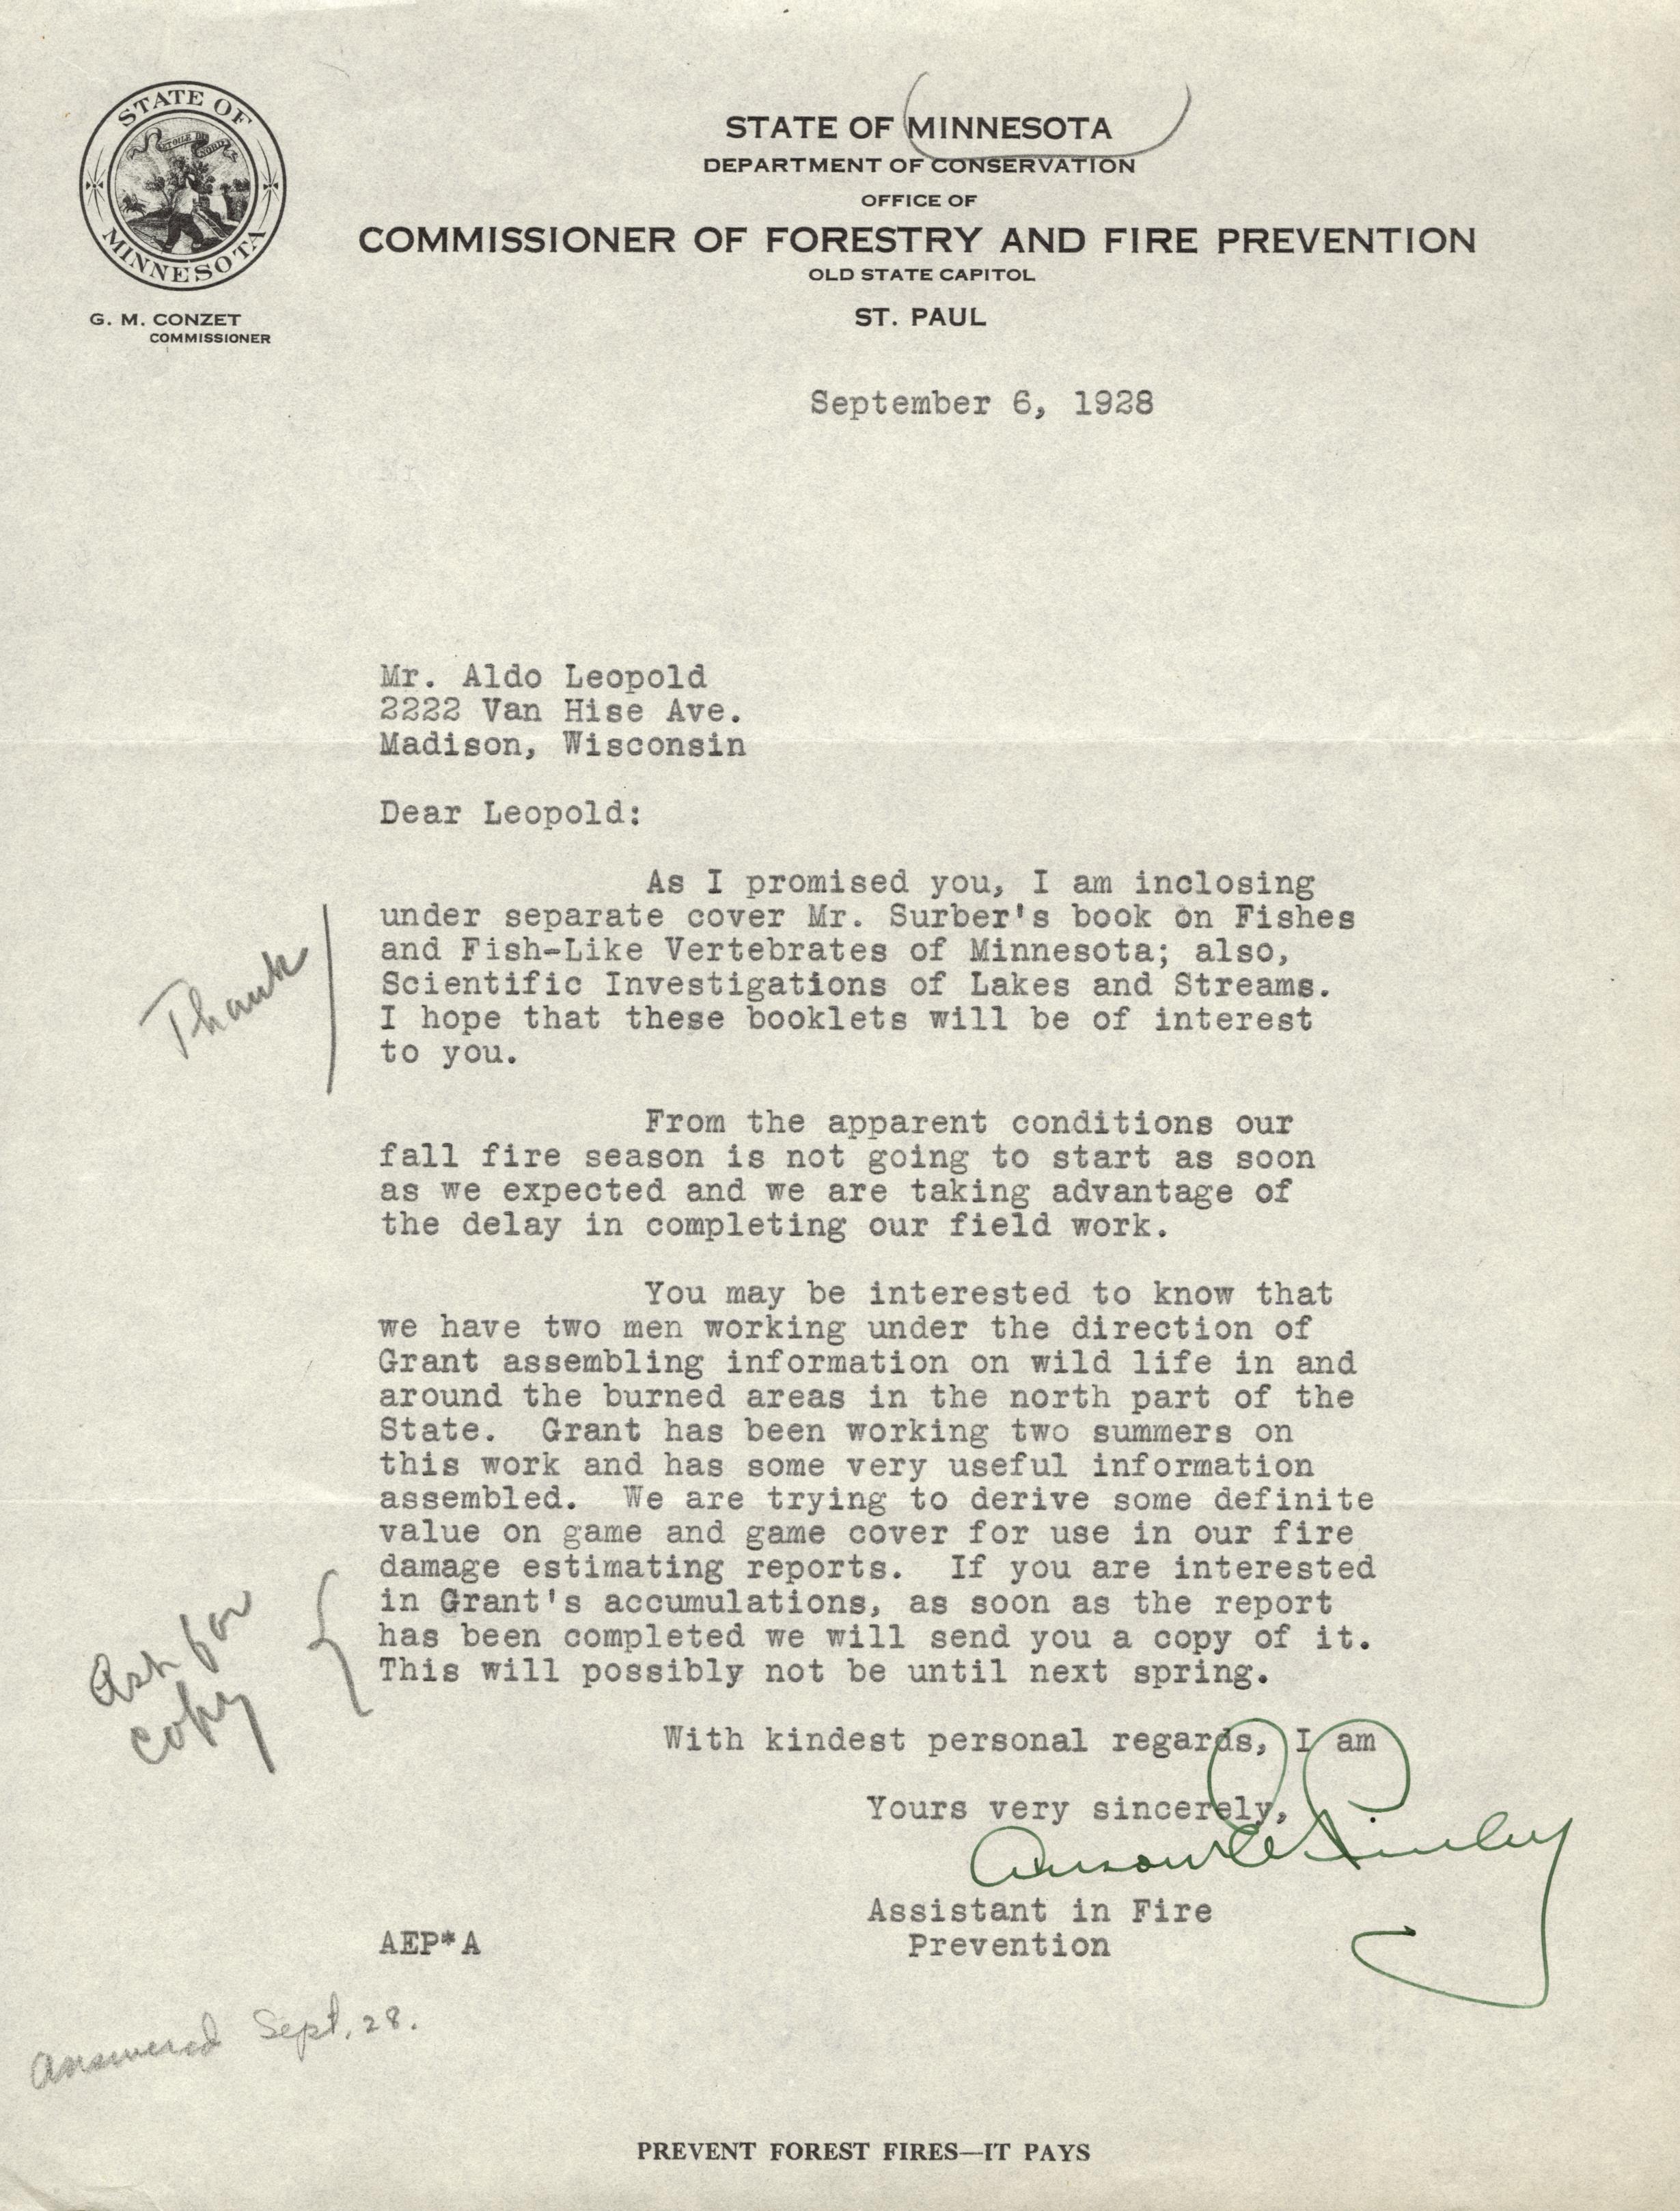 STATE OF MINNESOTA
ETOILE DU NORD
STATE OF MINNESOTA
DEPARTMENT OF CONSERVATION
OFFICE OF
COMMISSIONER OF FORESTRY AND FIRE PREVENTION
OLD STATE CAPITOL
ST. PAUL
G. M. CONZET
COMMISSIONER
September 6, 1928
Mr. Aldo Leopold
2222 Van Hise Ave.
Madison, Wisconsin
Dear Leopold:
As I promised you, I am inclosing
under separate cover Mr. Surber's book on Fishes
and Fish-Like Vertebrates of Minnesota; also,
Scientific Investigations of Lakes and Streams.
I hope that these booklets will be of interest
to you.
Thank
From the apparent conditions our
fall fire season is not going to start as soon
as we expected and we are taking advantage of
the delay in completing our field work.
You may be interested to know that
we have two men working under the direction of
Grant assembling information on wild life in and
around the burned areas in the north part of the
State. Grant has been working two summers on
this work and has some very useful information
assembled. We are trying to derive some definite
value on game and game cover for use in our fire
damage estimating reports. If you are interested
in Grant's accumulations, as soon as the report
has been completed we will send you a copy of it.
This will possibly not be until next spring.
Ask for
copy
With kindest personal regards, I am
Yours very sincerely,
Anson E
Assistant in Fire
Prevention
AEP*A
Answered Sept. 28.
PREVENT FOREST FIRES—IT PAYS